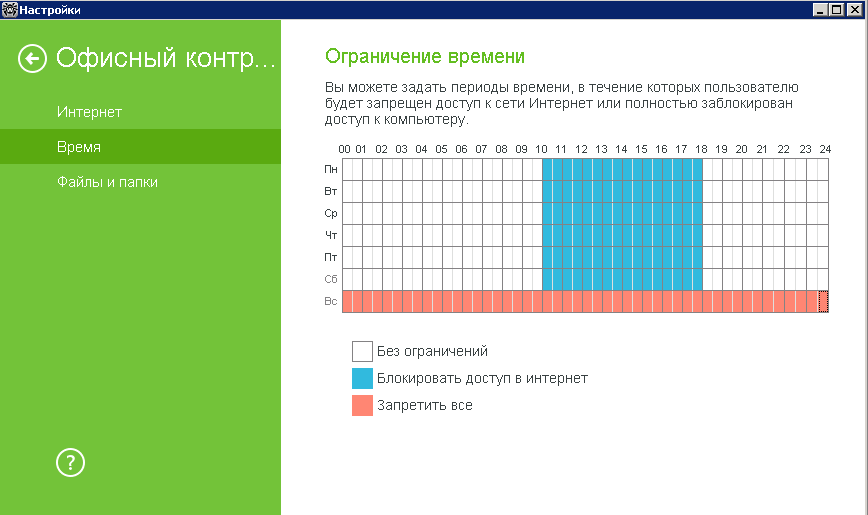 Настройки
Офисный контр...
Интернет
Время
Файлы и папки
?
Ограничение времени
Вы можете задать периоды времени, в течение которых пользователю
будет запрещен доступ к сети Интернет или полностью заблокирован
доступ к компьютеру.
00 01 02 03 04 05 06 07 08 09 10 11 12 13 14 15 16 17 18 19 20 21 22 23 24
Пн
Вт
Ср
Чт
Пт
Сб
Вс
Без ограничений
Блокировать доступ в интернет
Запретить все